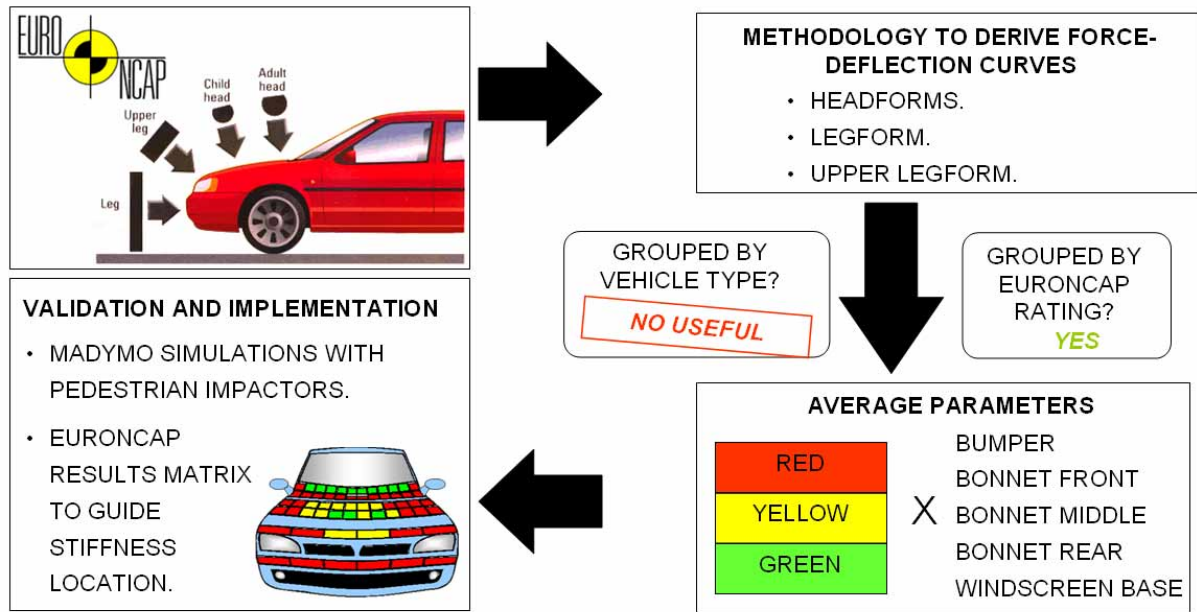 EURO
NCAP
Upper
leg
Child
head
Adult
head
Leg
METHODOLOGY TO DERIVE FORCE-
DEFLECTION CURVES
• HEADFORMS.
• LEGFORM.
• UPPER LEGFORM.
GROUPED BY
VEHICLE TYPE?
NO USEFUL
GROUPED BY
EURONCAP
RATING?
YES
AVERAGE PARAMETERS
RED
YELLOW
GREEN
X
BUMPER
BONNET FRONT
BONNET MIDDLE
BONNET REAR
WINDSCREEN BASE
VALIDATION AND IMPLEMENTATION
• MADYMO SIMULATIONS WITH
PEDESTRIAN IMPACTORS.
• EURONCAP
RESULTS MATRIX
TO GUIDE
STIFFNESS
LOCATION.